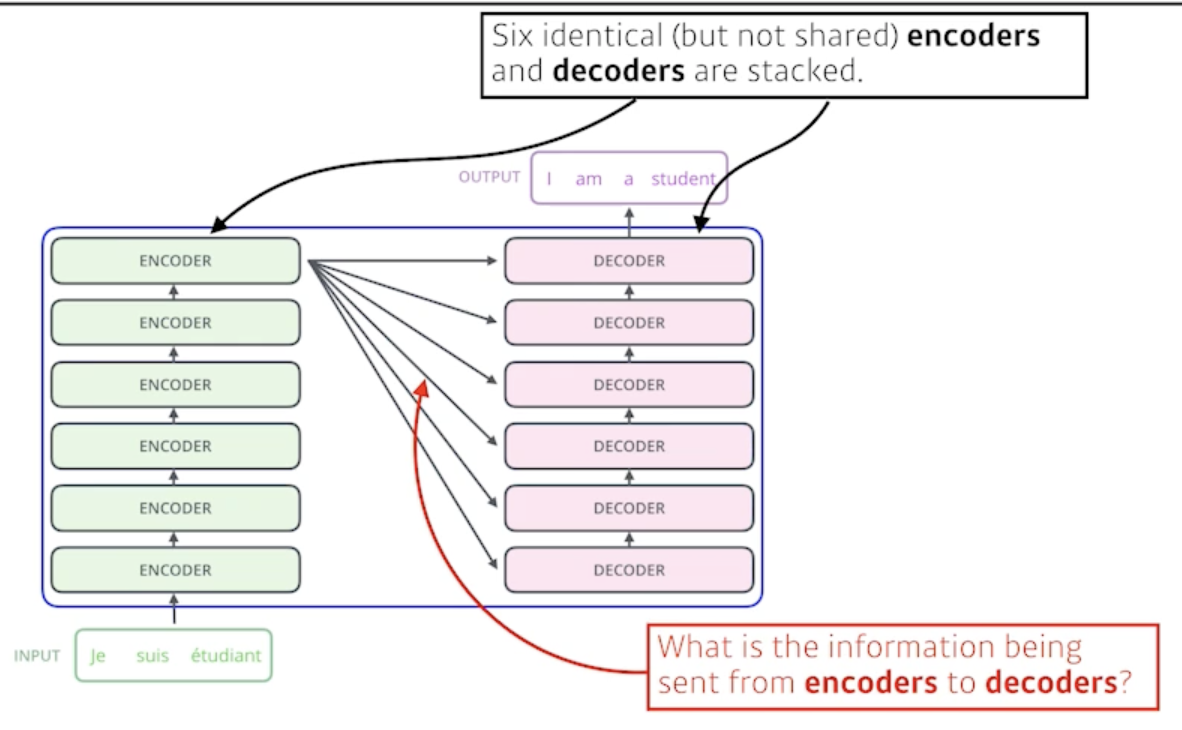 Six identical (but not shared) encoders
and decoders are stacked.
OUTPUT I am a student
ENCODER DECODER
ENCODER DECODER
ENCODER DECODER
ENCODER DECODER
ENCODER DECODER
ENCODER DECODER
INPUT Je suis étudiant
What is the information being
sent from encoders to decoders?